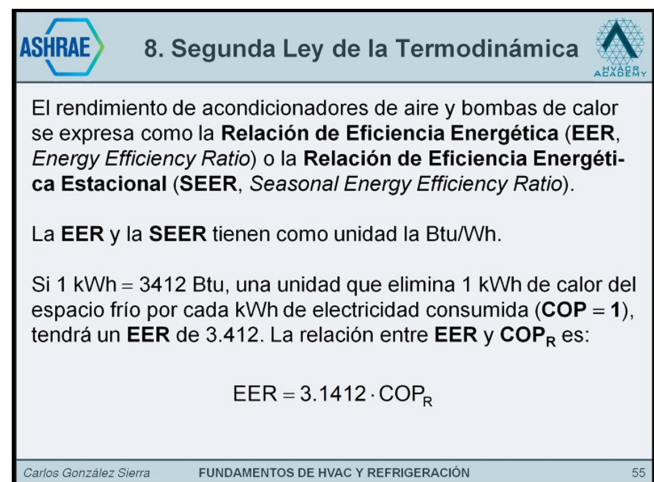 ASHRAE
8. Segunda Ley de la Termodinámica
HVACR
ACADEMY
El rendimiento de acondicionadores de aire y bombas de calor
se expresa como la Relación de Eficiencia Energética (EER,
Energy Efficiency Ratio) o la Relación de Eficiencia Energéti-
ca Estacional (SEER, Seasonal Energy Efficiency Ratio).
La EER y la SEER tienen como unidad la Btu/Wh.
Si 1 kWh = 3412 Btu, una unidad que elimina 1 kWh de calor del
espacio frío por cada kWh de electricidad consumida (COP = 1),
tendrá un EER de 3.412. La relación entre EER y COP_R es:
EER = 3.1412 · COP_R
Carlos González Sierra FUNDAMENTOS DE HVAC Y REFRIGERACIÓN 55